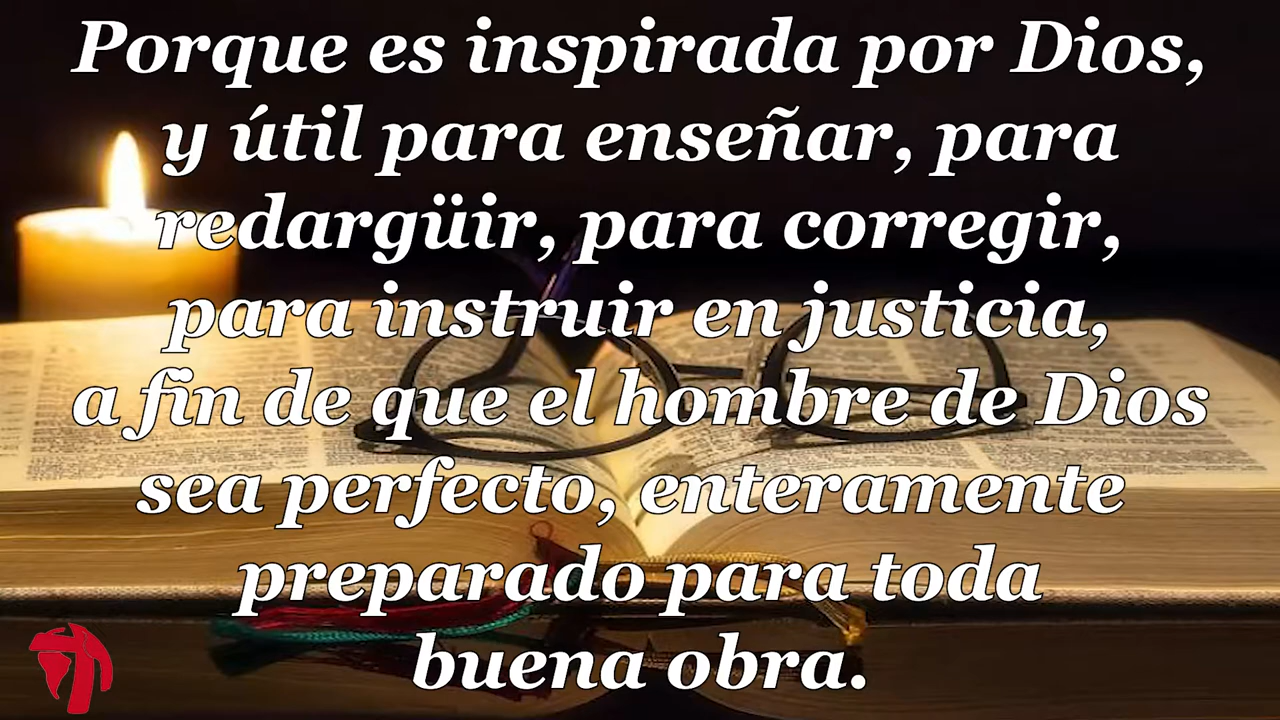 Porque es inspirada por Dios,
y útil para enseñar, para
redargüir, para corregir,
para instruir en justicia,
a fin de que el hombre de Dios
sea perfecto, enteramente
preparado para toda
buena obra.